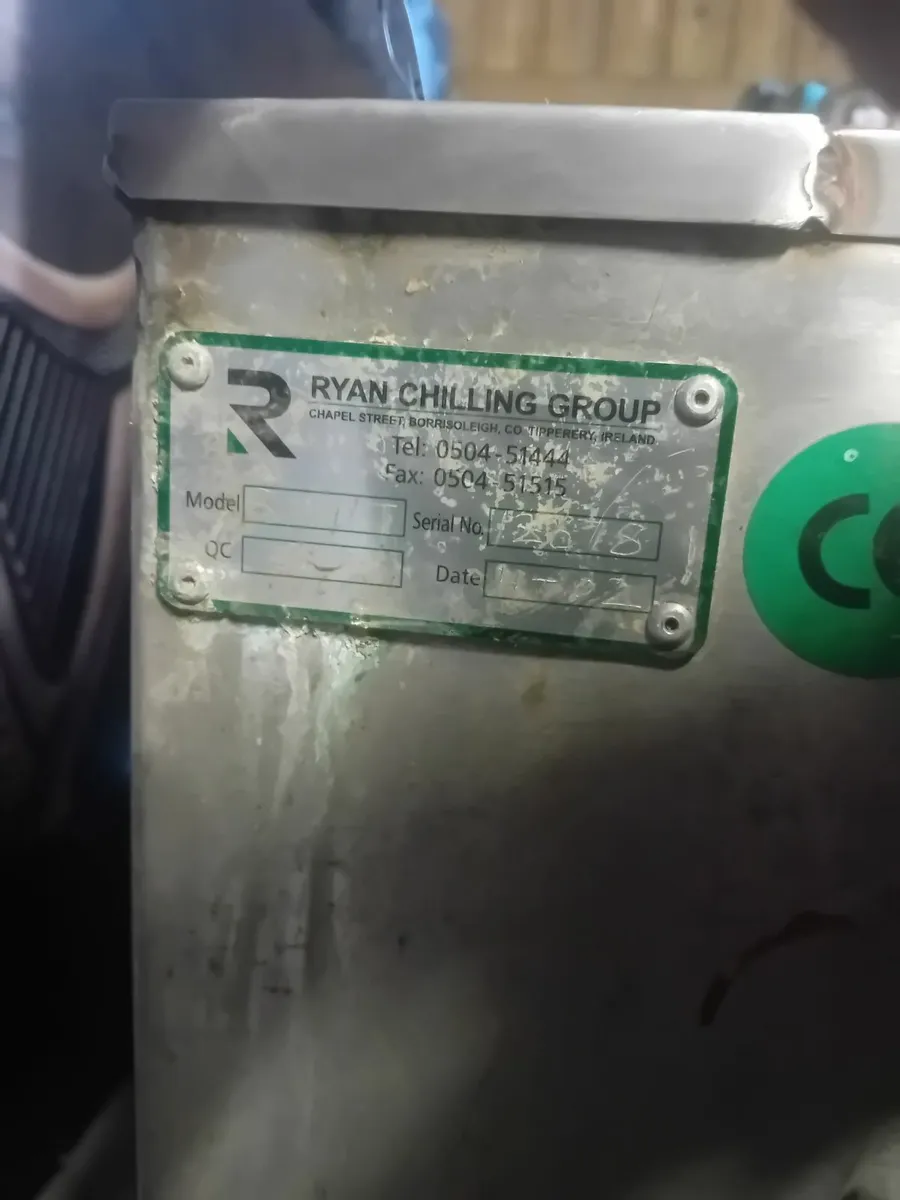 R
RYAN CHILLING GROUP
CHAPEL STREET, BORRISOLEIGH, CO TIPPERERY, IRELAND
Tel: 0504-51444
Fax: 0504-51515
Model
Serial No.
QC
Date